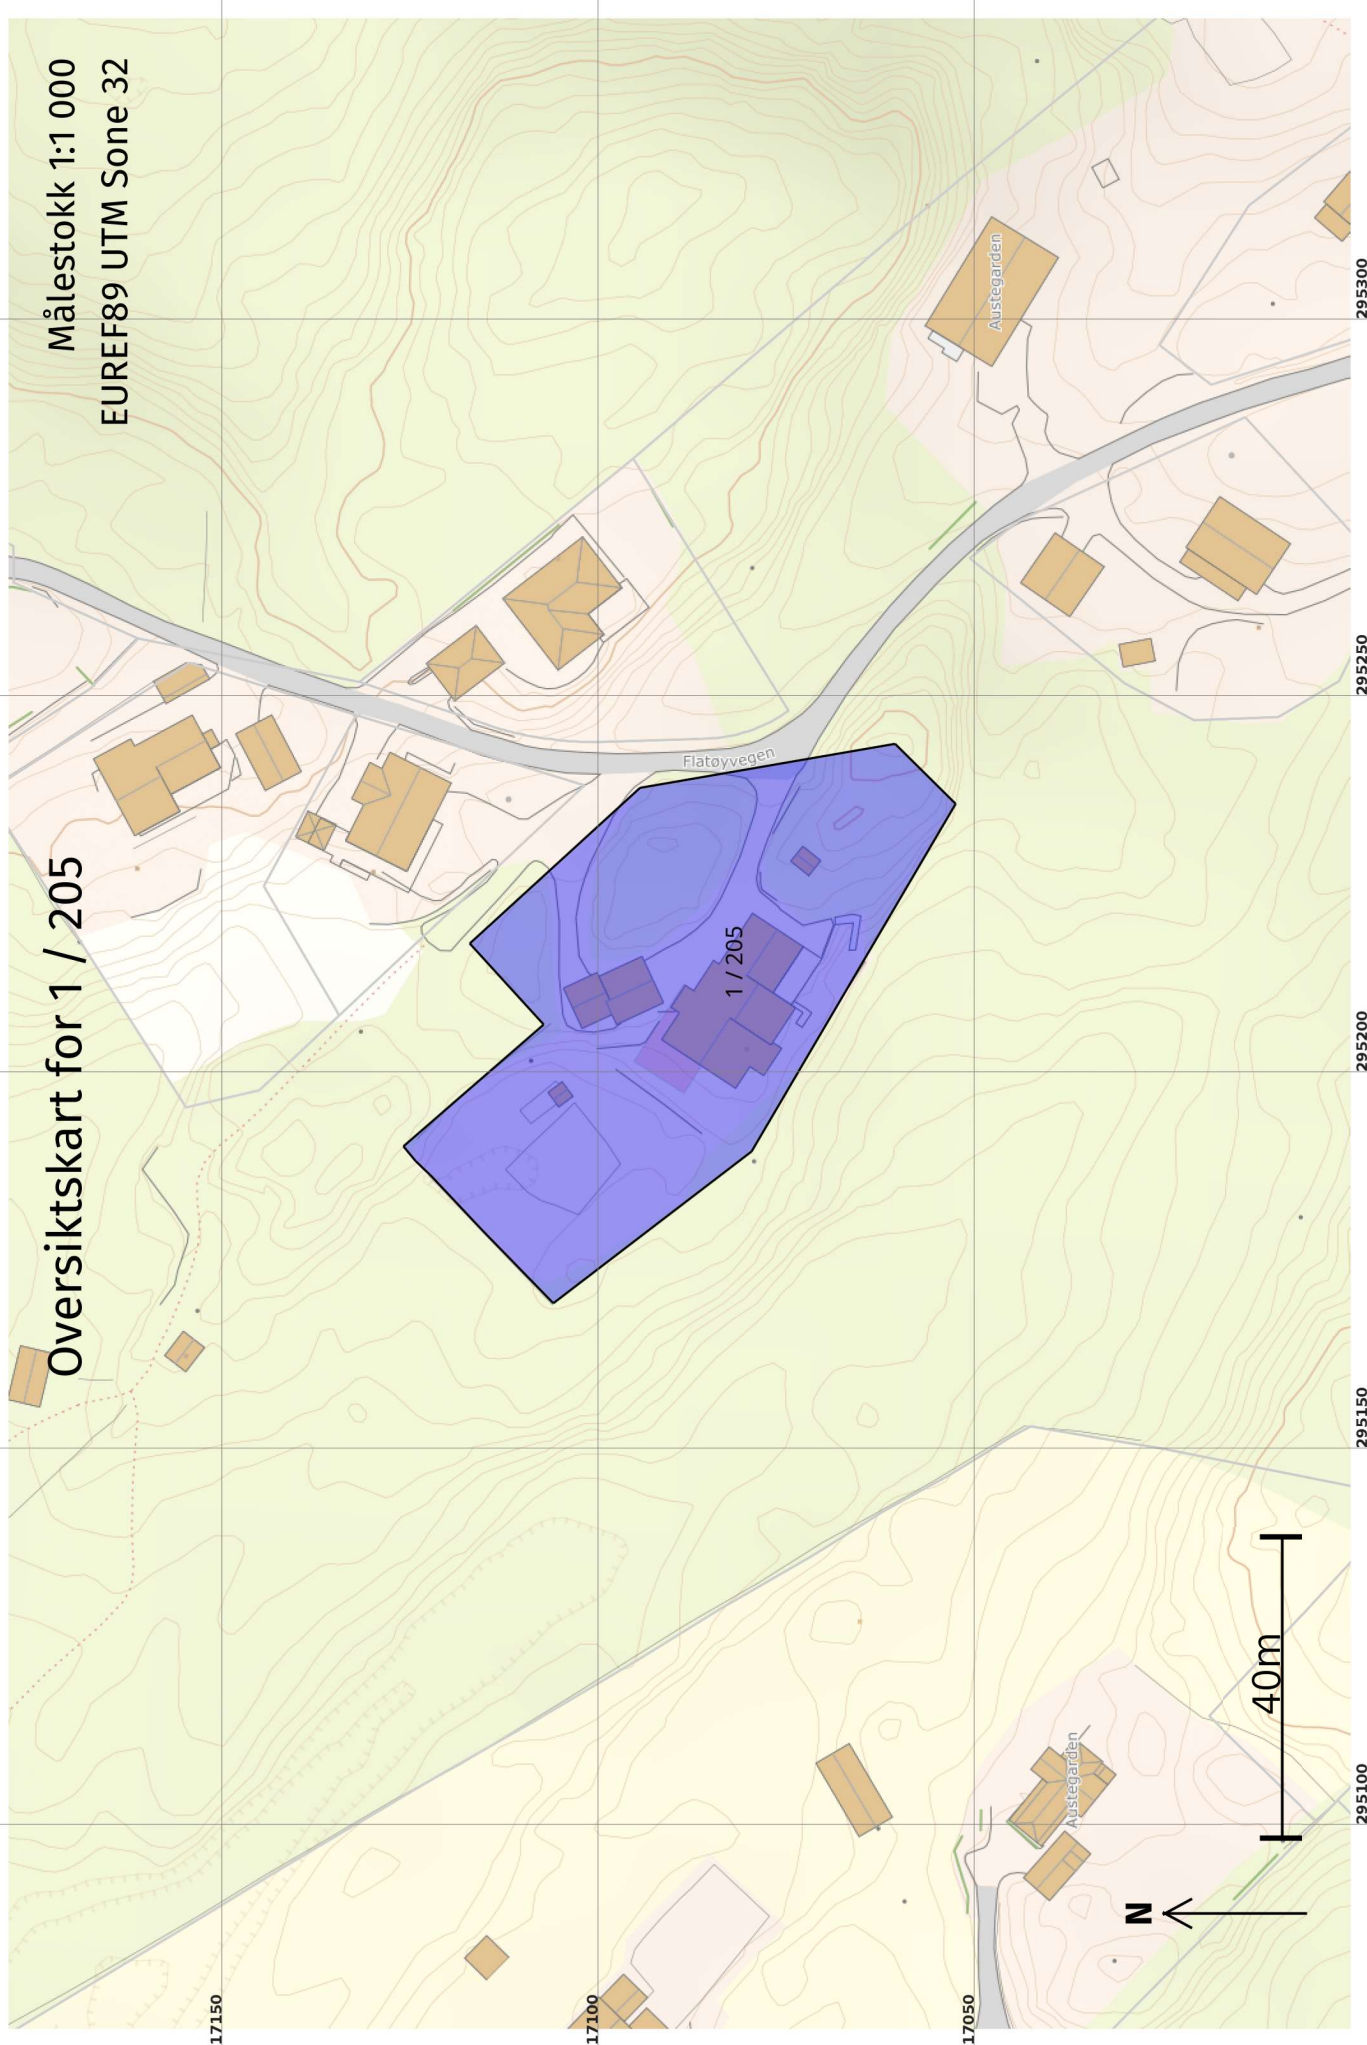 Oversiktskart for 1 / 205
Målestokk 1:1 000
EUREF89 UTM Sone 32
Flatøyvegen
Austegarden
1 / 205
Austegarden
40m
N
17150
17100
17050
295100
295150
295200
295250
295300